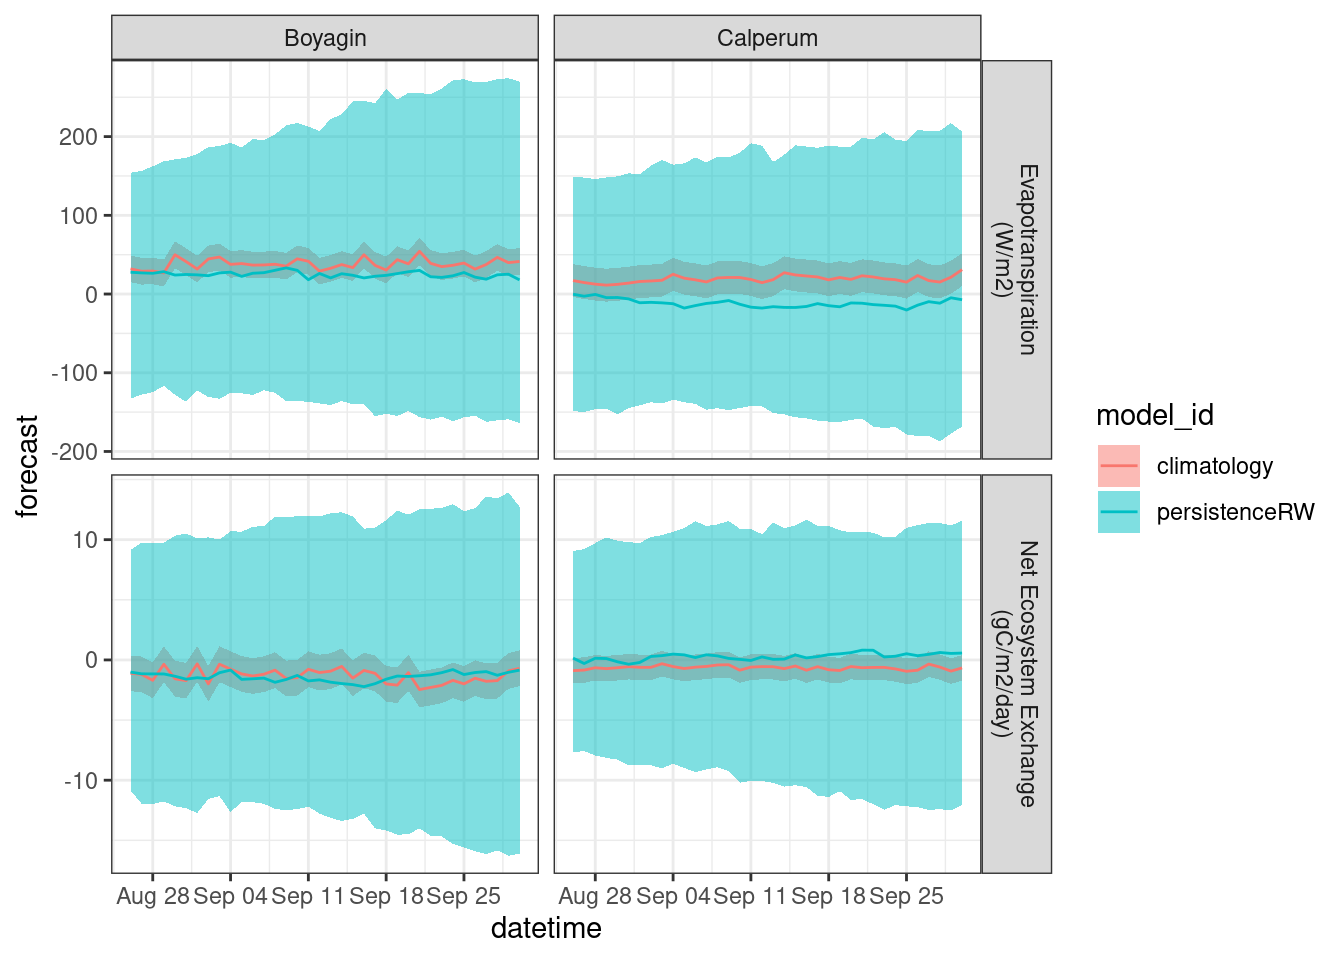 Boyagin
Calperum
200
100
0
-100
-200
Evapotranspiration
(W/m2)
10
0
-10
Net Ecosystem Exchange
(gC/m2/day)
forecast
Aug 28 Sep 04 Sep 11 Sep 18 Sep 25
Aug 28 Sep 04 Sep 11 Sep 18 Sep 25
datetime
model_id
climatology
persistenceRW